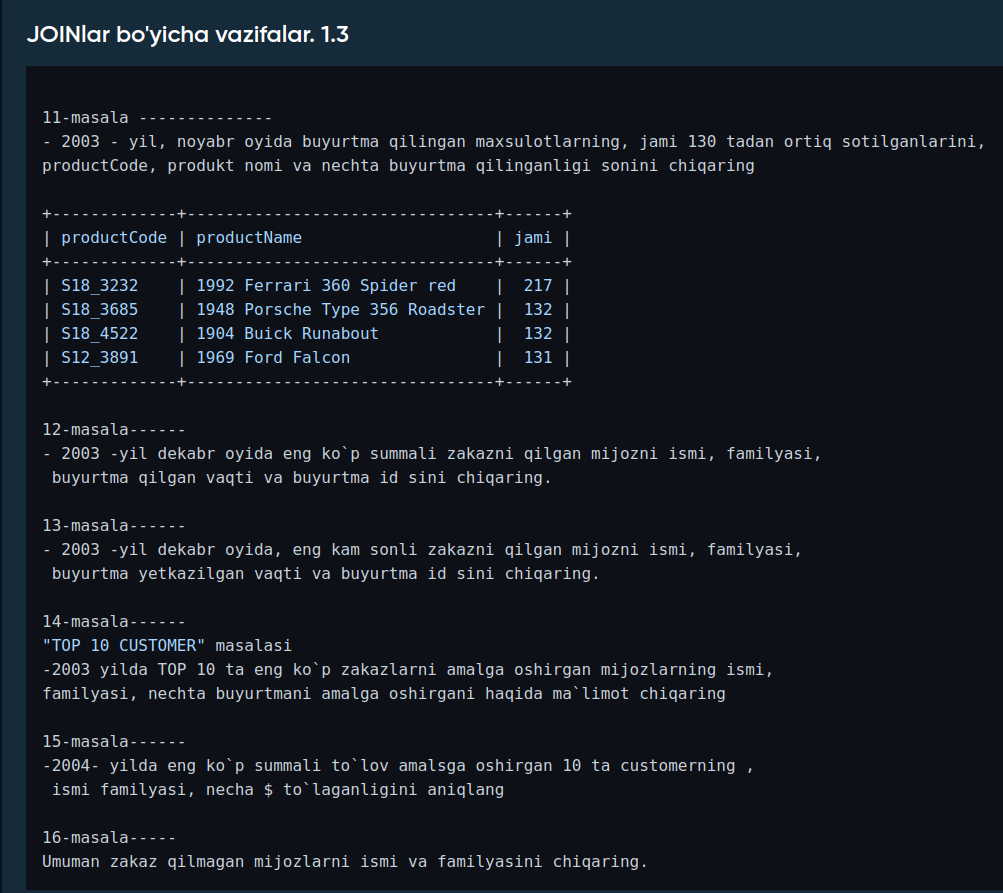 JOINlar bo'yicha vazifalar. 1.3
11-masala --------------
- 2003 - yil, noyabr oyida buyurtma qilingan maxsulotlarning, jami 130 tadan ortiq sotilganlarini,
productCode, produkt nomi va nechta buyurtma qilinganligi sonini chiqaring
+-------------+--------------------------------+------+
| productCode | productName                    | jami |
+-------------+--------------------------------+------+
| S18_3232    | 1992 Ferrari 360 Spider red    |  217 |
| S18_3685    | 1948 Porsche Type 356 Roadster |  132 |
| S18_4522    | 1904 Buick Runabout            |  132 |
| S12_3891    | 1969 Ford Falcon               |  131 |
+-------------+--------------------------------+------+
12-masala------
- 2003 -yil dekabr oyida eng ko`p summali zakazni qilgan mijozni ismi, familyasi,
buyurtma qilgan vaqti va buyurtma id sini chiqaring.
13-masala------
- 2003 -yil dekabr oyida, eng kam sonli zakazni qilgan mijozni ismi, familyasi,
buyurtma yetkazilgan vaqti va buyurtma id sini chiqaring.
14-masala------
"TOP 10 CUSTOMER" masalasi
-2003 yilda TOP 10 ta eng ko`p zakazlarni amalga oshirgan mijozlarning ismi,
familyasi, nechta buyurtmani amalga oshirgani haqida ma`limot chiqaring
15-masala------
-2004- yilda eng ko`p summali to`lov amalsga oshirgan 10 ta customerning ,
ismi familyasi, necha $ to`laganligini aniqlang
16-masala-----
Umuman zakaz qilmagan mijozlarni ismi va familyasini chiqaring.